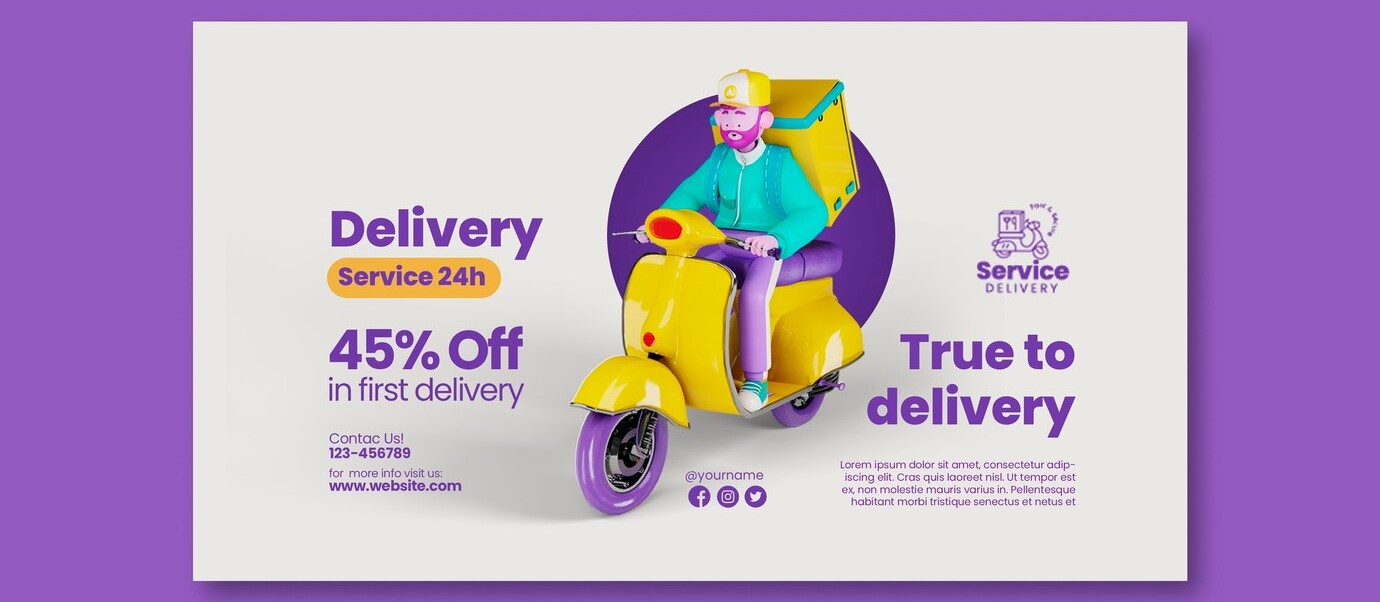 Delivery
Service 24h
45% Off
in first delivery
Contac Us!
123-456789
for more info visit us:
www.website.com
@yourname
Service
DELIVERY
True to
delivery
Lorem ipsum dolor sit amet, consectetur adip-
iscing elit. Cras quis laoreet nisl. Ut tempor est
ex, non molestie mauris varius in. Pellentesque
habitant morbi tristique senectus et netus et